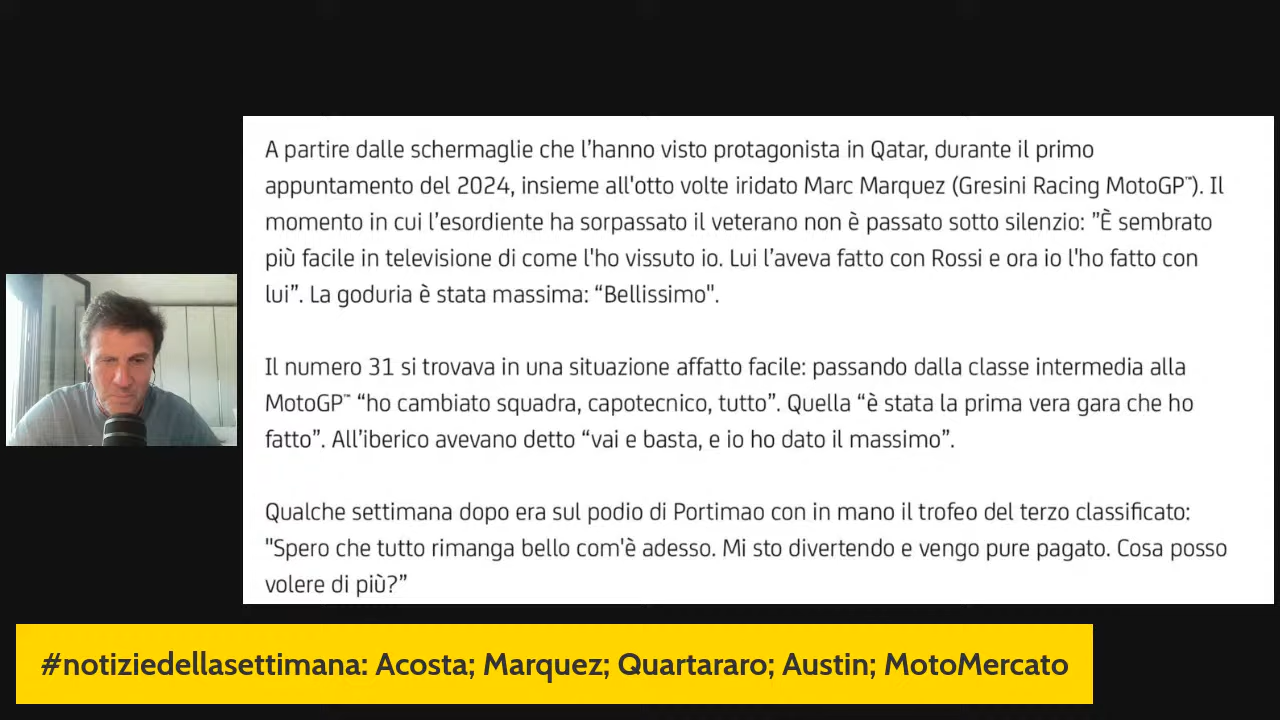 A partire dalle schermaglie che l’hanno visto protagonista in Qatar, durante il primo
appuntamento del 2024, insieme all'otto volte iridato Marc Marquez (Gresini Racing MotoGP™). Il
momento in cui l’esordiente ha sorpassato il veterano non è passato sotto silenzio: ”È sembrato
più facile in televisione di come l'ho vissuto io. Lui l’aveva fatto con Rossi e ora io l'ho fatto con
lui”. La goduria è stata massima: “Bellissimo".
Il numero 31 si trovava in una situazione affatto facile: passando dalla classe intermedia alla
MotoGP™ “ho cambiato squadra, capotecnico, tutto”. Quella “è stata la prima vera gara che ho
fatto”. All’iberico avevano detto “vai e basta, e io ho dato il massimo”.
Qualche settimana dopo era sul podio di Portimao con in mano il trofeo del terzo classificato:
"Spero che tutto rimanga bello com'è adesso. Mi sto divertendo e vengo pure pagato. Cosa posso
volere di più?”
#notiziedellasettimana: Acosta; Marquez; Quartararo; Austin; MotoMercato